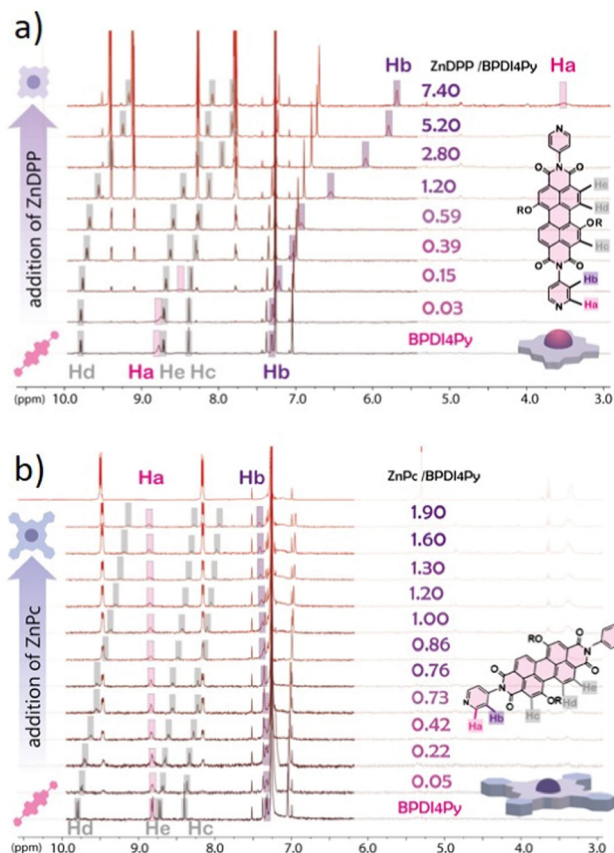 a)
Hb ZnDPP /BPDI4Py Ha
7.40
5.20
2.80
1.20
0.59
0.39
0.15
0.03
BPDI4Py
addition of ZnDPP
N
O N O
He
RO
Hd
OR
Hc
O N O
Hb
N
Ha
Hd Ha He Hc Hb
(ppm) 10.0 9.0 8.0 7.0 6.0 5.0 4.0 3.0
b)
Ha Hb ZnPc /BPDI4Py
1.90
1.60
1.30
1.20
1.00
0.86
0.76
0.73
0.42
0.22
0.05
BPDI4Py
addition of ZnPc
RO
O
N
O
He
O
N
O
OR
Hd
N
Hb
Hc
Ha
Hd He Hc
(ppm) 10.0 9.0 8.0 7.0 6.0 5.0 4.0 3.0